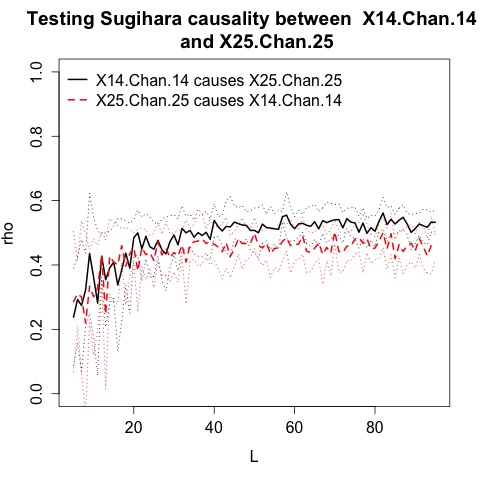 Testing Sugihara causality between  X14.Chan.14
and X25.Chan.25
X14.Chan.14 causes X25.Chan.25
X25.Chan.25 causes X14.Chan.14
rho
1.0
0.8
0.6
0.4
0.2
0.0
20 40 60 80
L